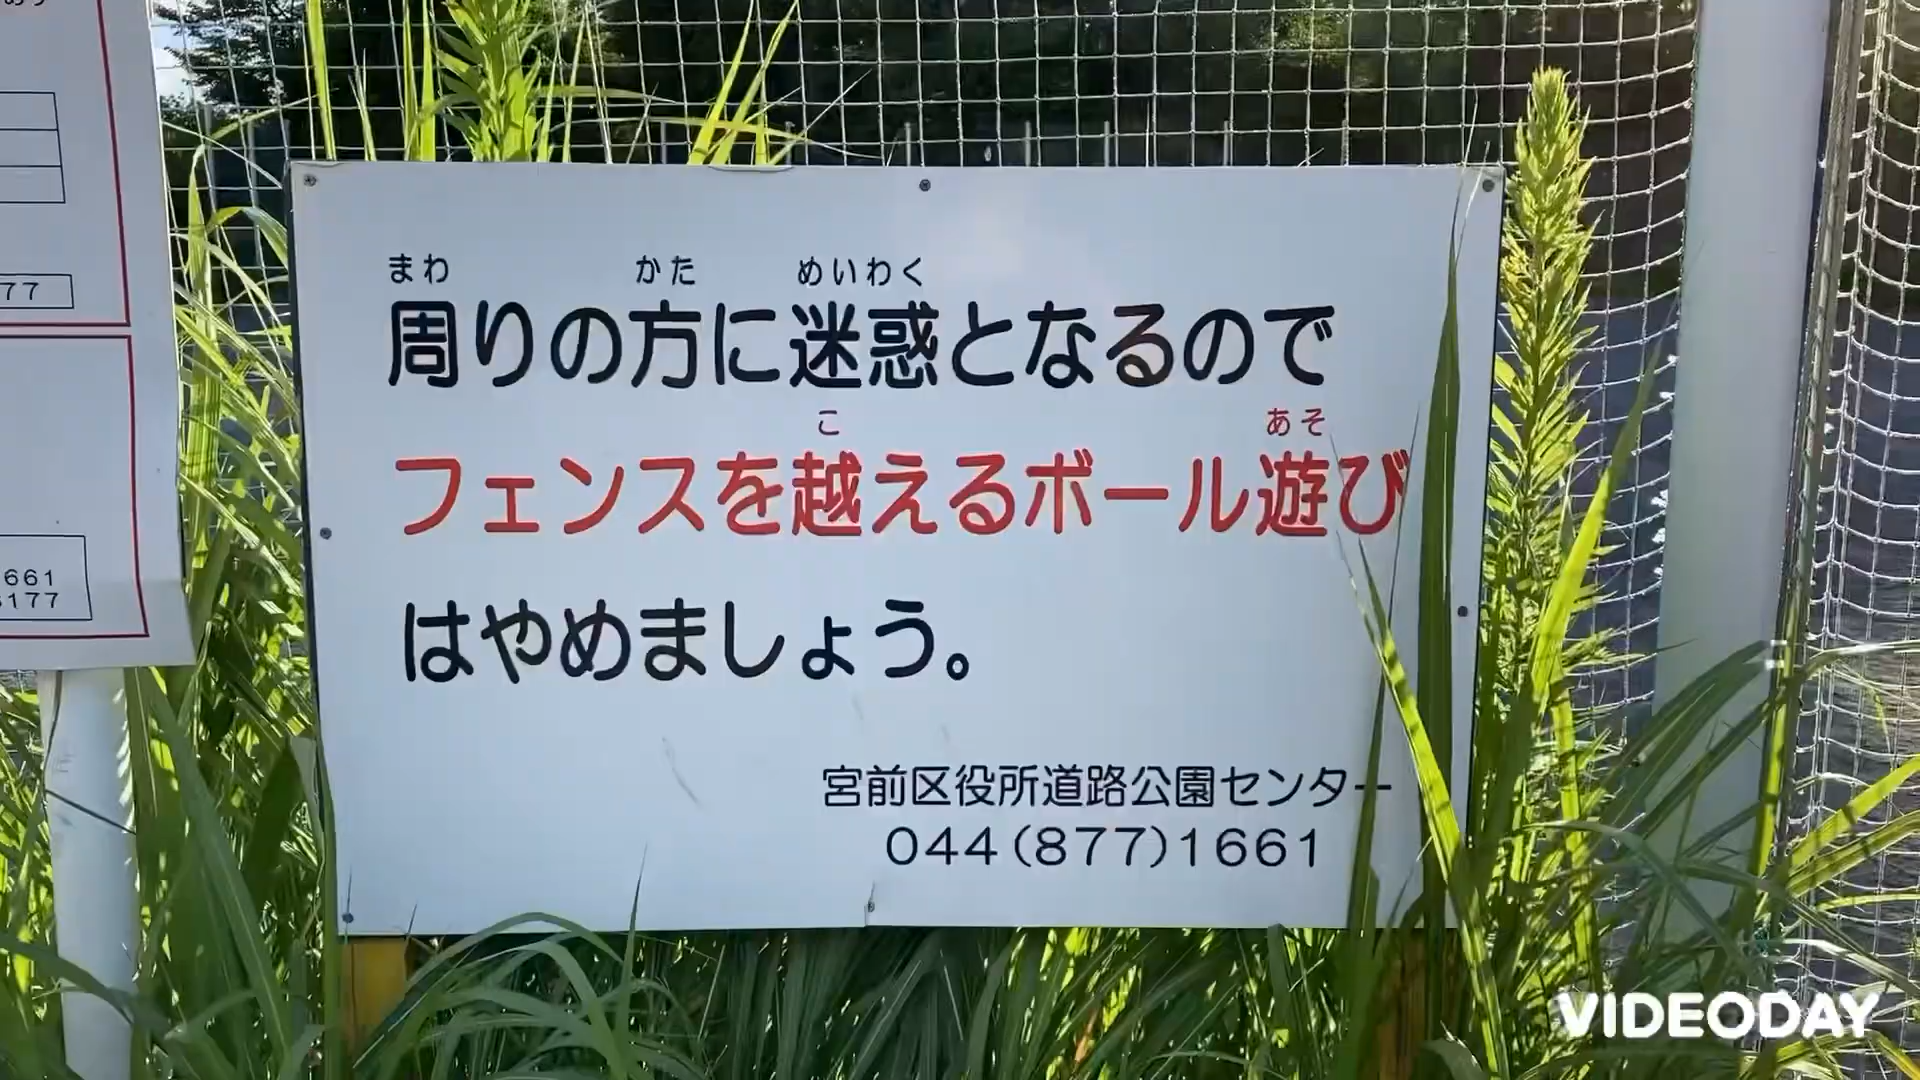 77
661
6177
まわ かた めいわく
周りの方に迷惑となるので
こ あそ
フェンスを越えるボール遊び
はやめましょう。
宮前区役所道路公園センター
044(877)1661
VIDEODAY